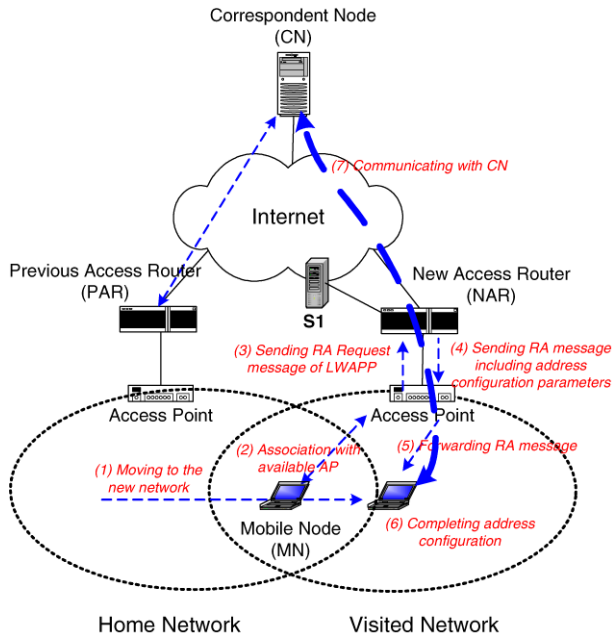 Correspondent Node
(CN)
(7) Communicating with CN
Internet
Previous Access Router
(PAR)
New Access Router
(NAR)
S1
(3) Sending RA Request
message of LWAPP
(4) Sending RA message
including address
configuration parameters
Access Point
Access Point
(2) Association with
available AP
(5) Forwarding RA message
(1) Moving to the
new network
Mobile Node
(MN)
(6) Completing address
configuration
Home Network
Visited Network